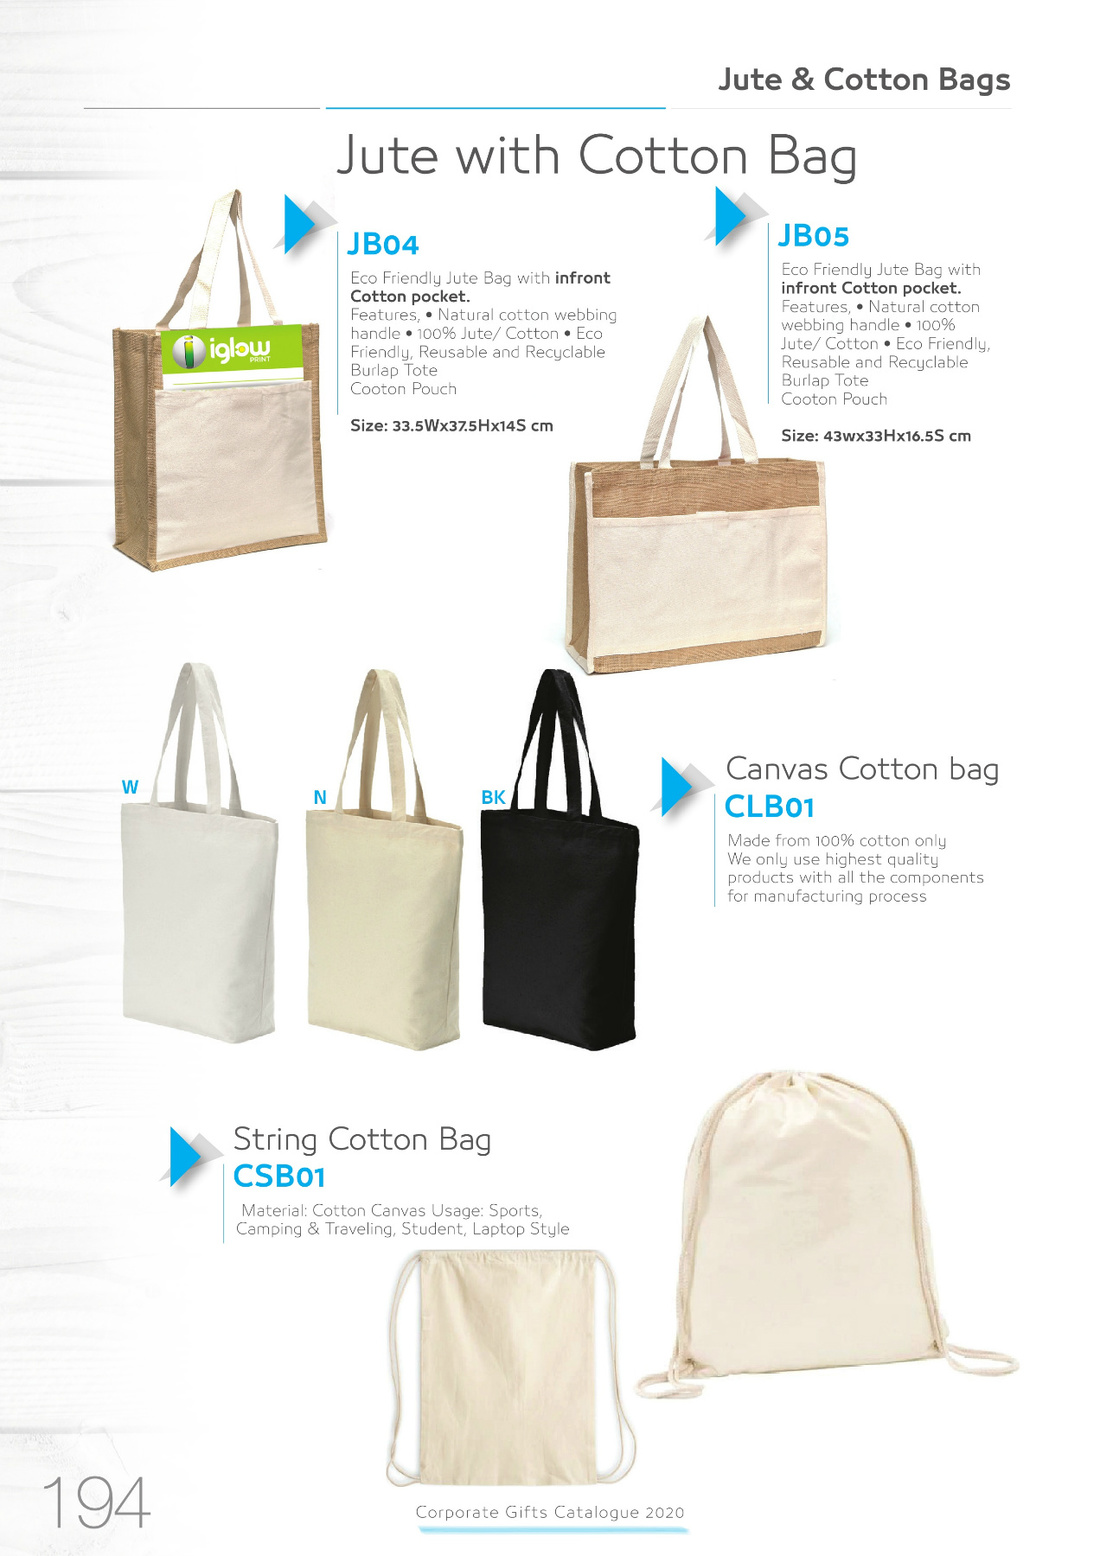 Jute & Cotton Bags
Jute with Cotton Bag
JB04
Eco Friendly Jute Bag with infront
Cotton pocket.
Features, • Natural cotton webbing
handle • 100% Jute/ Cotton • Eco
Friendly, Reusable and Recyclable
Burlap Tote
Cooton Pouch
Size: 33.5Wx37.5Hx14S cm
iglow
PRINT
JB05
Eco Friendly Jute Bag with
infront Cotton pocket.
Features, • Natural cotton
webbing handle • 100%
Jute/ Cotton • Eco Friendly,
Reusable and Recyclable
Burlap Tote
Cooton Pouch
Size: 43wx33Hx16.5S cm
W
N
BK
Canvas Cotton bag
CLB01
Made from 100% cotton only
We only use highest quality
products with all the components
for manufacturing process
String Cotton Bag
CSB01
Material: Cotton Canvas Usage: Sports,
Camping & Traveling, Student, Laptop Style
194
Corporate Gifts Catalogue 2020